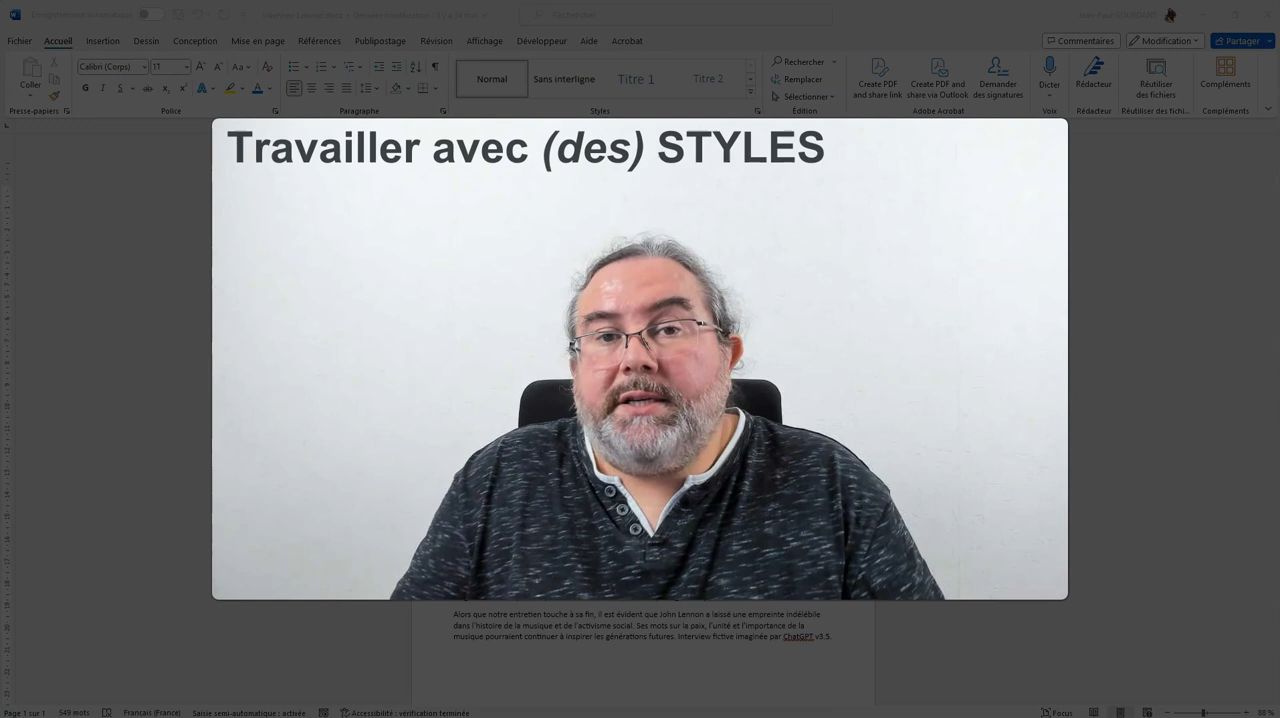 Enregistrement automatique
Rechercher
Fichier Accueil Insertion Dessin Conception Mise en page Références Publipostage Révision Affichage Développeur Aide Acrobat
Commentaires Modification Partager
Coller
Calibri (Corps) 11
Normal Sans interligne Titre 1 Titre 2
Rechercher
Remplacer
Sélectionner
Create PDF and share link
Create PDF and share via Outlook
Demander des signatures
Dicter
Rédacteur
Réutiliser des fichiers
Compléments
Presse-papiers Police Paragraphe Styles Édition Adobe Acrobat Voix Rédacteur Réutiliser des fichi... Compléments
Travailler avec (des) STYLES
Alors que notre entretien touche à sa fin, il est évident que John Lennon a laissé une empreinte indélébile
dans l'histoire de la musique et de l'activisme social. Ses mots sur la paix, l'unité et l'importance de la
musique pourraient continuer à inspirer les générations futures. Interview fictive imaginée par ChatGPT v3.5.
Page 1 sur 1 549 mots Français (France) Saisie semi-automatique : activée Accessibilité : vérification terminée Focus 88 %